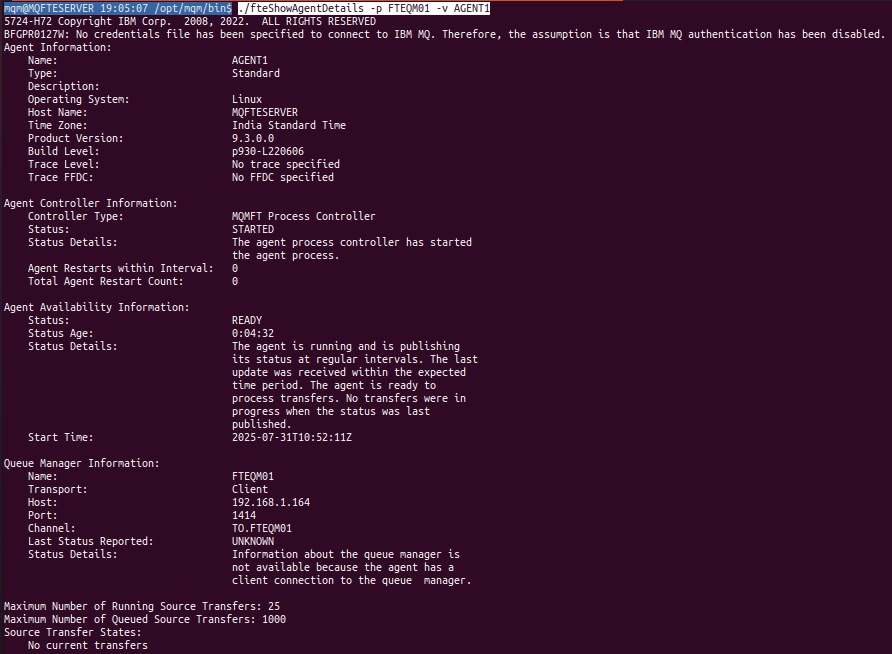 mqm@MQFTESERVER 19:05:07 /opt/mqm/bin$ ./fteShowAgentDetails -p FTEQM01 -v AGENT1
5724-H72 Copyright IBM Corp.  2008, 2022.  ALL RIGHTS RESERVED
BFGPR0127W: No credentials file has been specified to connect to IBM MQ. Therefore, the assumption is that IBM MQ authentication has been disabled.
Agent Information:
    Name:                             AGENT1
    Type:                             Standard
    Description:
    Operating System:                 Linux
    Host Name:                        MQFTESERVER
    Time Zone:                        India Standard Time
    Product Version:                  9.3.0.0
    Build Level:                      p930-L220606
    Trace Level:                      No trace specified
    Trace FFDC:                       No FFDC specified

Agent Controller Information:
    Controller Type:                  MQMFT Process Controller
    Status:                           STARTED
    Status Details:                   The agent process controller has started
                                      the agent process.
    Agent Restarts within Interval:   0
    Total Agent Restart Count:        0

Agent Availability Information:
    Status:                           READY
    Status Age:                       0:04:32
    Status Details:                   The agent is running and is publishing
                                      its status at regular intervals. The last
                                      update was received within the expected
                                      time period. The agent is ready to
                                      process transfers. No transfers were in
                                      progress when the status was last
                                      published.
    Start Time:                       2025-07-31T10:52:11Z

Queue Manager Information:
    Name:                             FTEQM01
    Transport:                        Client
    Host:                             192.168.1.164
    Port:                             1414
    Channel:                          TO.FTEQM01
    Last Status Reported:             UNKNOWN
    Status Details:                   Information about the queue manager is
                                      not available because the agent has a
                                      client connection to the queue  manager.

Maximum Number of Running Source Transfers: 25
Maximum Number of Queued Source Transfers: 1000
Source Transfer States:
    No current transfers